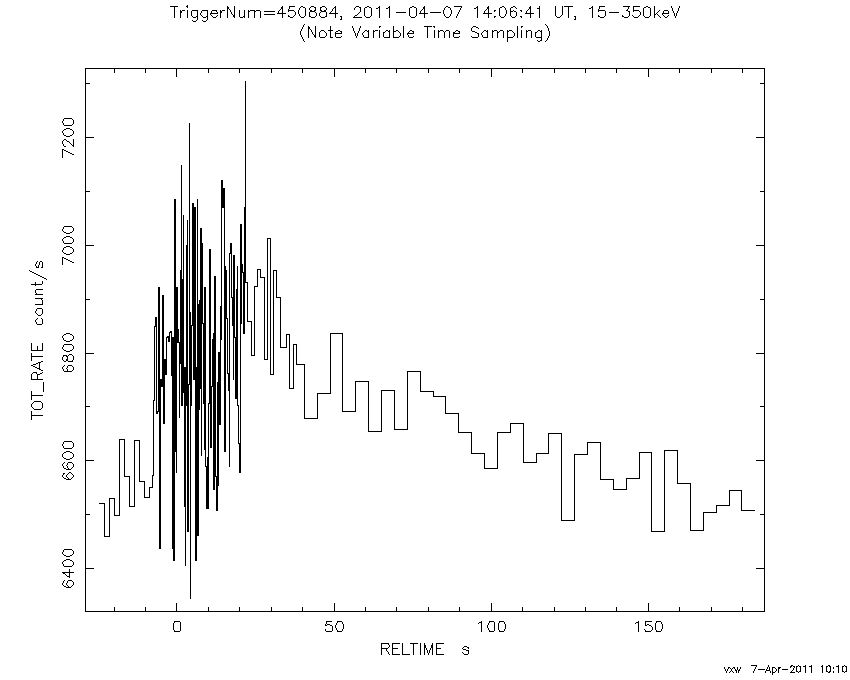 TriggerNum=450884, 2011-04-07 14:06:41 UT, 15-350keV
(Note Variable Time Sampling)
TOT_RATE count/s
7200
7000
6800
6600
6400
0 50 100 150
RELTIME s
vxw 7-Apr-2011 10:10